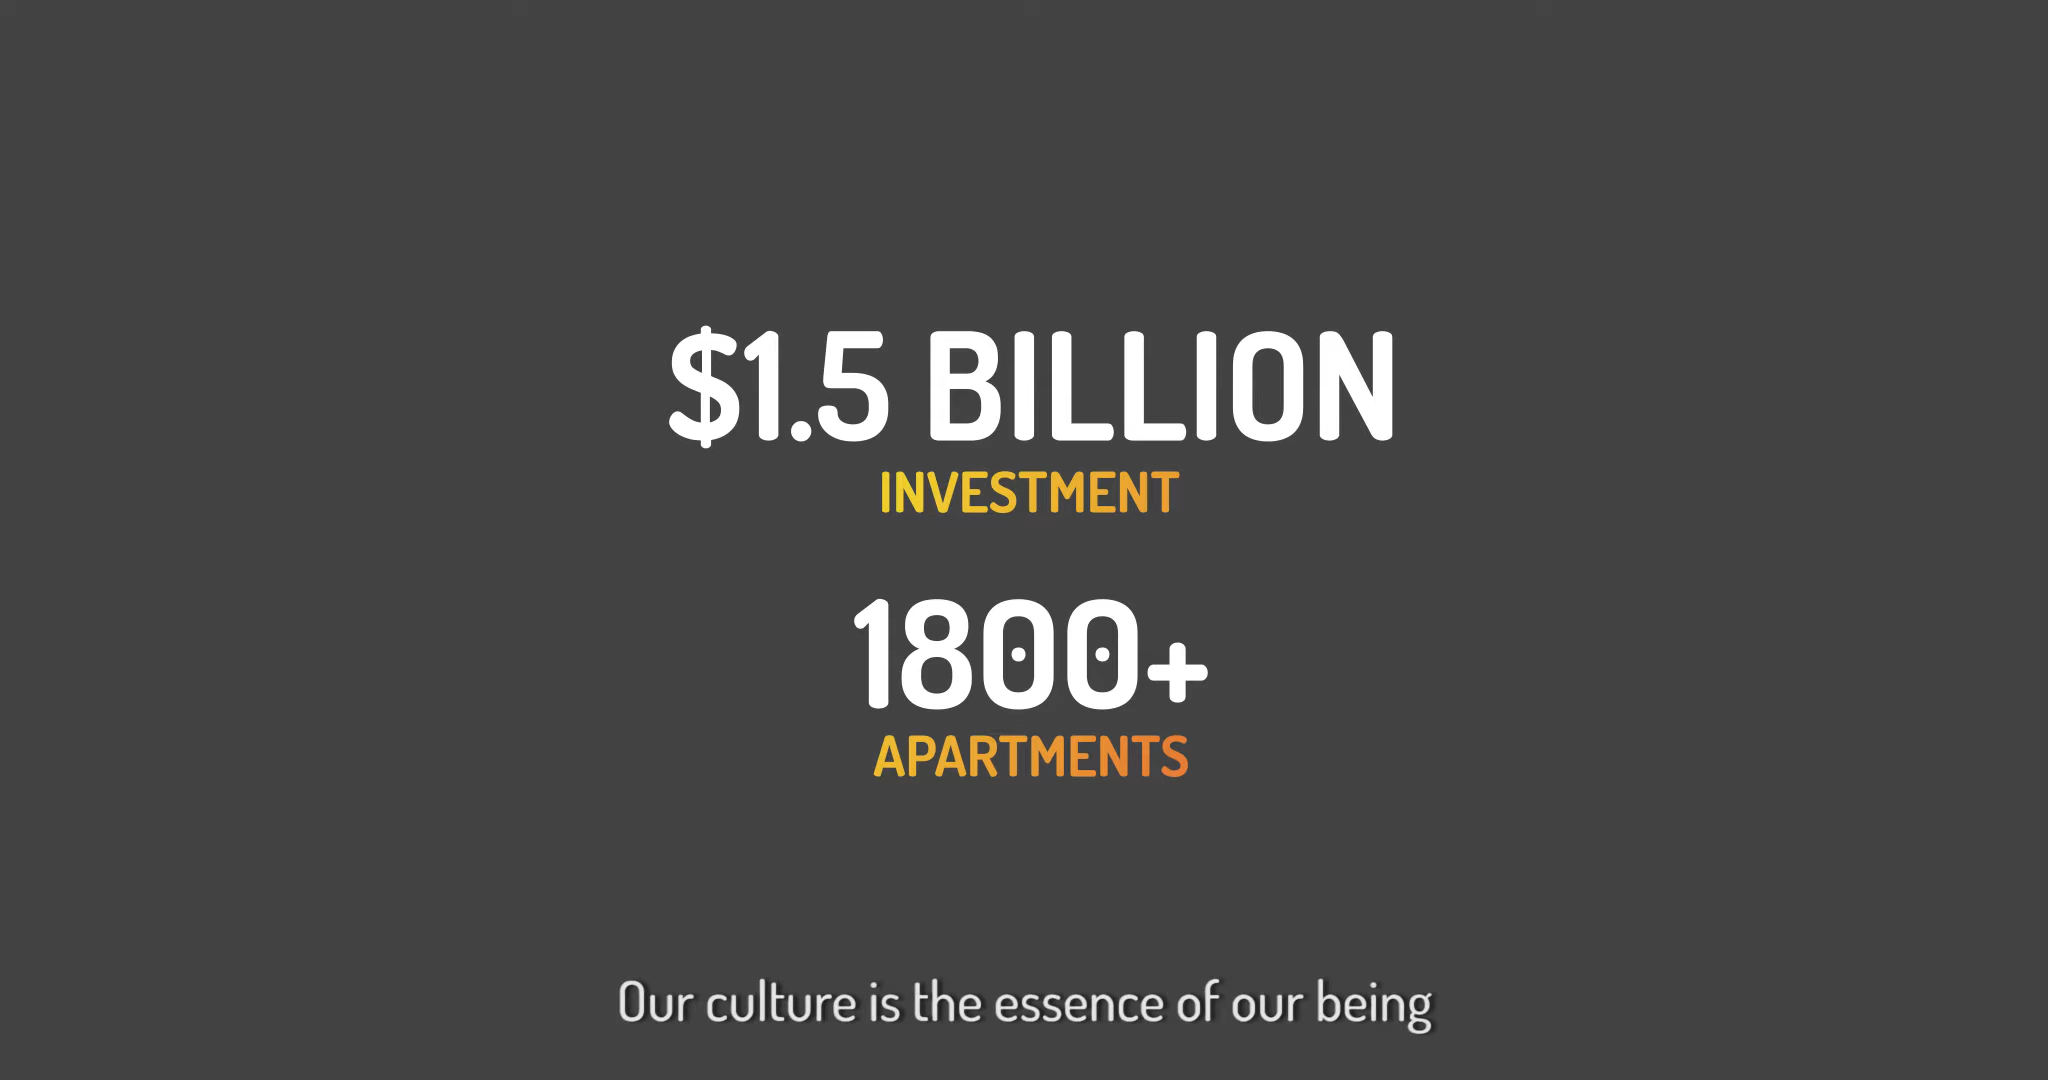 $1.5 BILLION
INVESTMENT
1800+
APARTMENTS
Our culture is the essence of our being